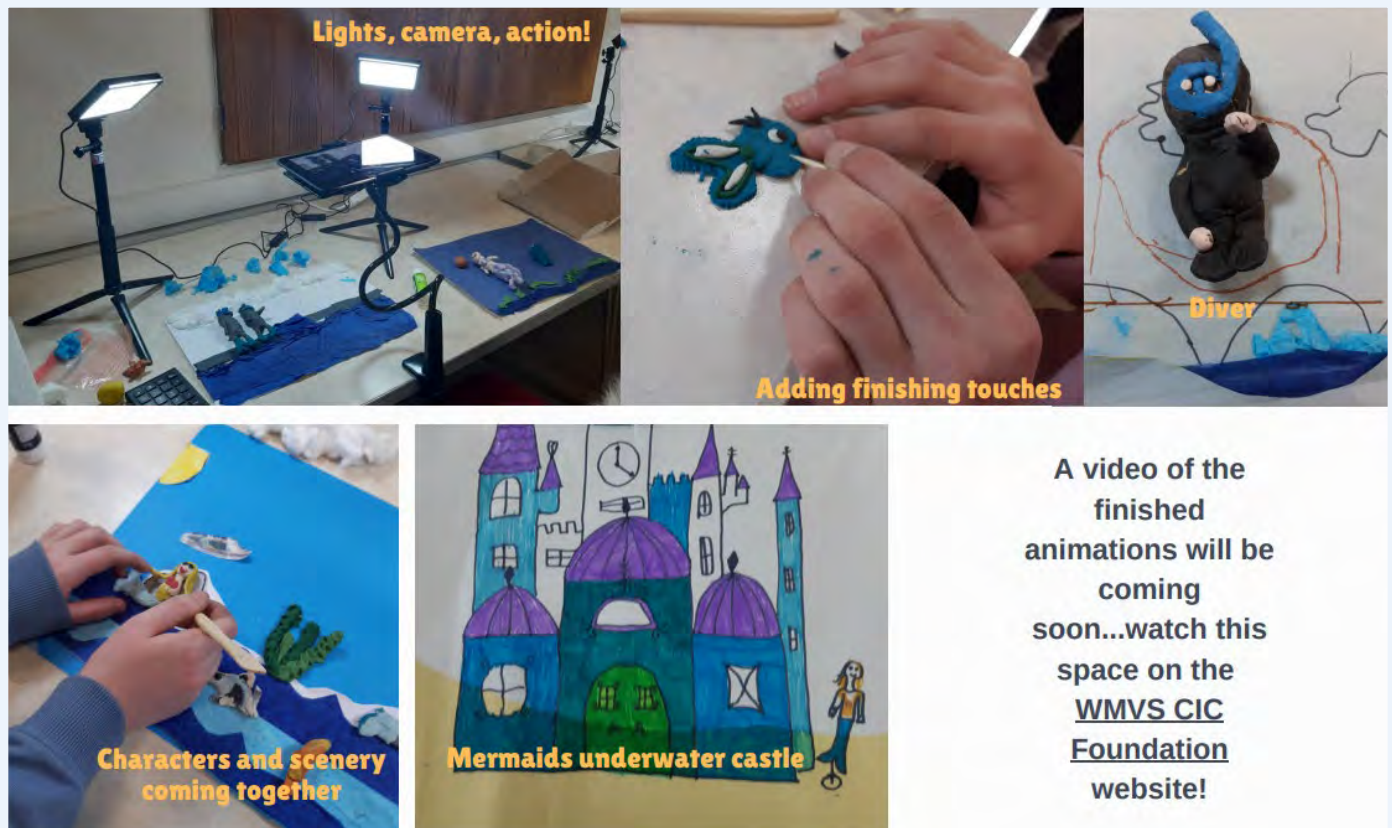 Lights, camera, action!
Adding finishing touches
Diver
Characters and scenery
coming together
Mermaids underwater castle
A video of the
finished
animations will be
coming
soon...watch this
space on the
WMVS CIC
Foundation
website!